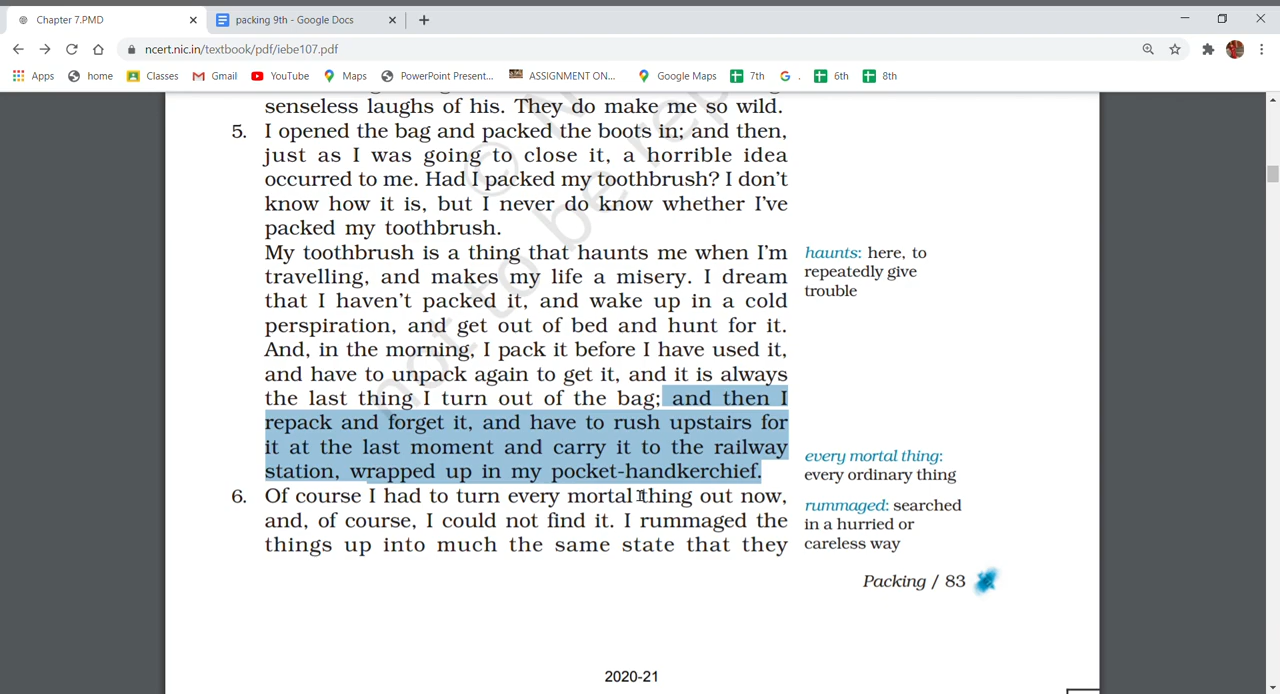 Chapter 7.PMD
packing 9th - Google Docs
ncert.nic.in/textbook/pdf/iebe107.pdf
Apps home Classes Gmail YouTube Maps PowerPoint Present... ASSIGNMENT ON... Google Maps 7th . 6th 8th
senseless laughs of his. They do make me so wild.
5. I opened the bag and packed the boots in; and then,
just as I was going to close it, a horrible idea
occurred to me. Had I packed my toothbrush? I don't
know how it is, but I never do know whether I've
packed my toothbrush.
My toothbrush is a thing that haunts me when I'm
travelling, and makes my life a misery. I dream
that I haven't packed it, and wake up in a cold
perspiration, and get out of bed and hunt for it.
And, in the morning, I pack it before I have used it,
and have to unpack again to get it, and it is always
the last thing I turn out of the bag; and then I
repack and forget it, and have to rush upstairs for
it at the last moment and carry it to the railway
station, wrapped up in my pocket-handkerchief.
6. Of course I had to turn every mortal thing out now,
and, of course, I could not find it. I rummaged the
things up into much the same state that they
haunts: here, to
repeatedly give
trouble
every mortal thing:
every ordinary thing
rummaged: searched
in a hurried or
careless way
Packing / 83
2020-21
not to be rep